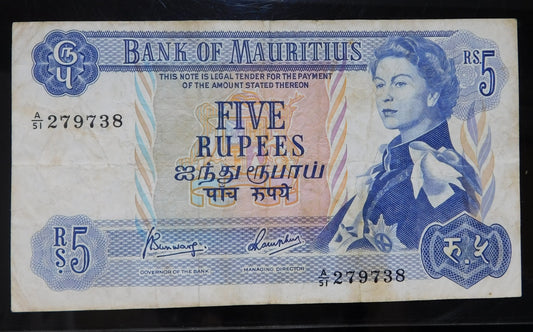 ரூ
५
BANK OF MAURITIUS
RS. 5
THIS NOTE IS LEGAL TENDER FOR THE PAYMENT
OF THE AMOUNT STATED THEREON
A/51 279738
FIVE
RUPEES
ஐந்து ரூபாய்
पाच रूपये
RS. 5
GOVERNOR OF THE BANK
MANAGING DIRECTOR
A/51 279738
रु. ५